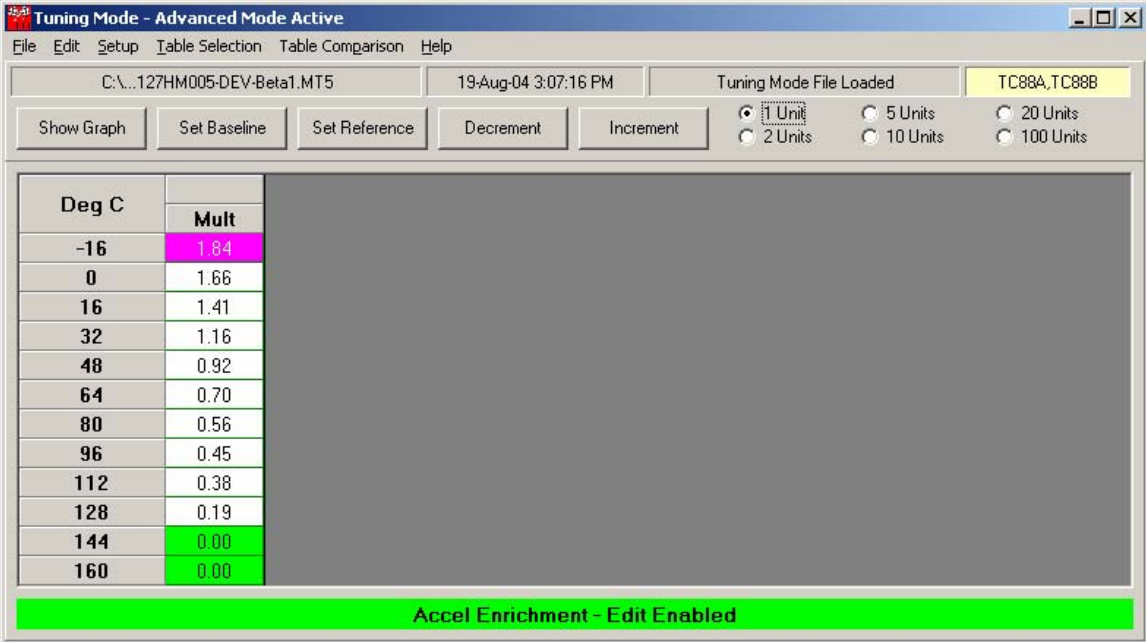 Tuning Mode - Advanced Mode Active
File Edit Setup Table Selection Table Comparison Help
C:\...127HM005-DEV-Beta1.MT5 19-Aug-04 3:07:16 PM Tuning Mode File Loaded TC88A,TC88B
Show Graph Set Baseline Set Reference Decrement Increment 1 Unit 5 Units 20 Units
2 Units 10 Units 100 Units
Deg C Mult
-16 1.84
0 1.66
16 1.41
32 1.16
48 0.92
64 0.70
80 0.56
96 0.45
112 0.38
128 0.19
144 0.00
160 0.00
Accel Enrichment - Edit Enabled